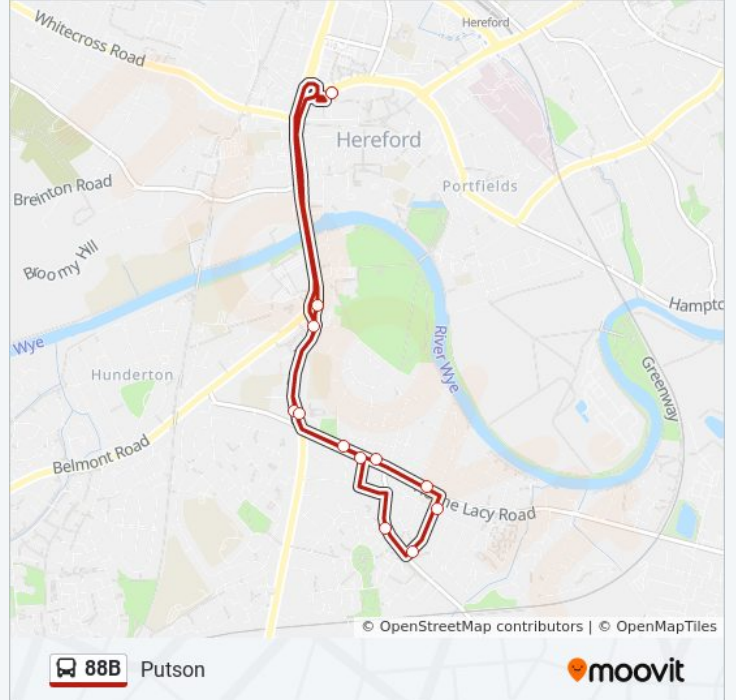 Hereford
Whitecross Road
Hereford
Portfields
Breinton Road
Broomy Hill
Wye
River Wye
Hunderton
Greenway
Belmont Road
Lacy Road
© OpenStreetMap contributors | © OpenMapTiles
88B Putson
moovit